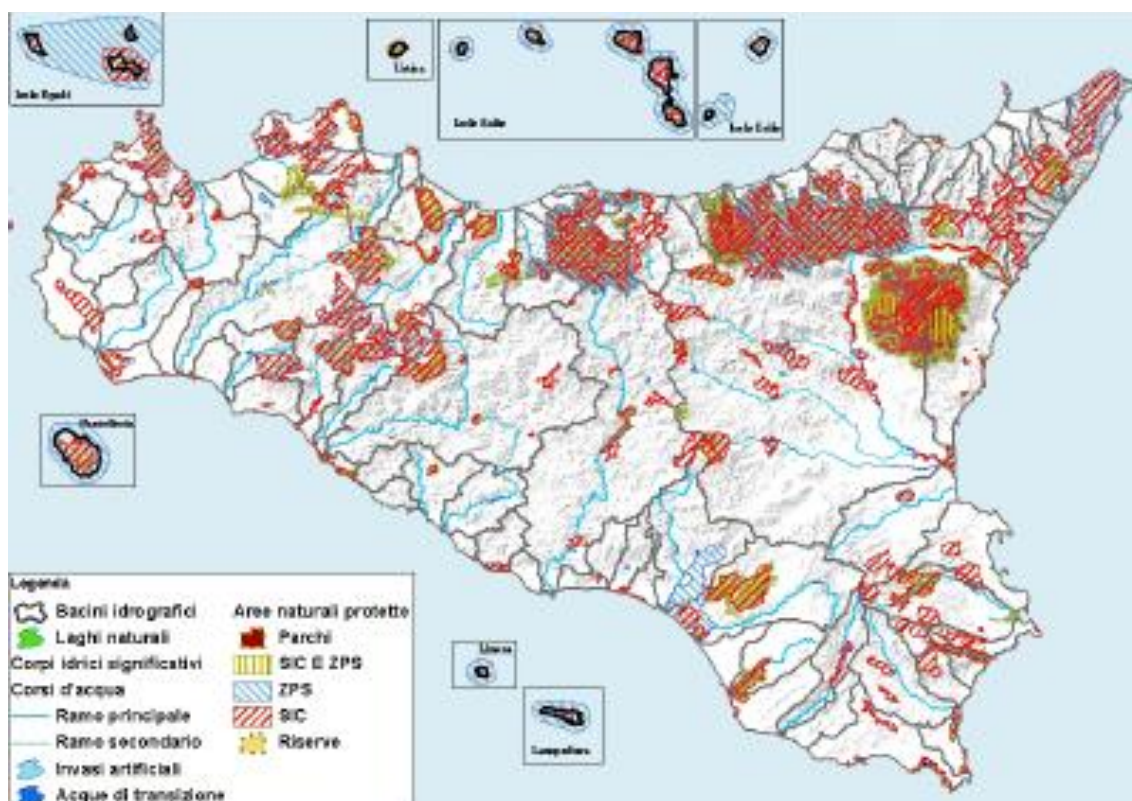 Isole Egadi
Ustica
Isole Eolie
Isole Eolie
Pantelleria
Linosa
Lampedusa
Legenda
Bacini idrografici
Laghi naturali
Corpi idrici significativi
Corsi d'acqua
Ramo principale
Ramo secondario
Invasi artificiali
Acque di transizione
Aree naturali protette
Parchi
SIC E ZPS
ZPS
SIC
Riserve